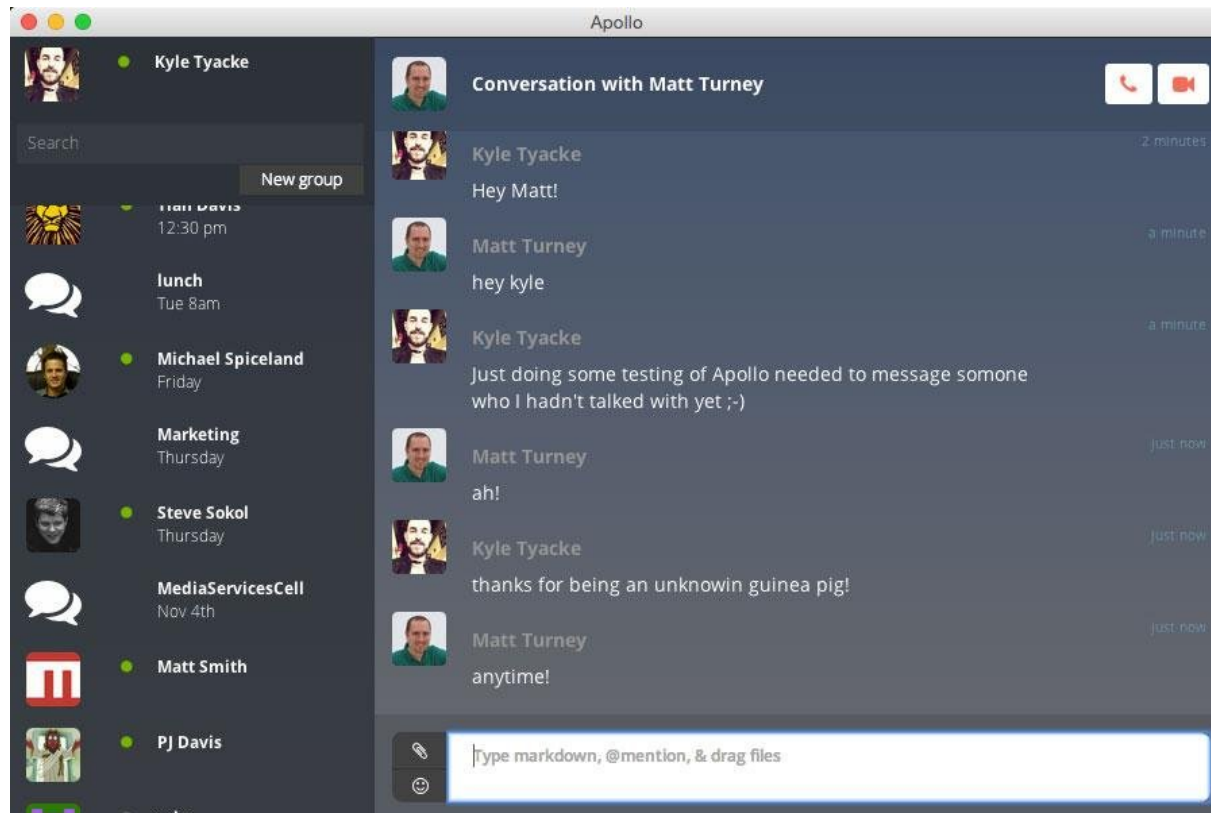 Apollo
Kyle Tyacke
Search
New group
Davis
12:30 pm
lunch
Tue 8am
Michael Spiceland
Friday
Marketing
Thursday
Steve Sokol
Thursday
MediaServicesCell
Nov 4th
Matt Smith
PJ Davis
Conversation with Matt Turney
Kyle Tyacke
2 minutes
Hey Matt!
Matt Turney
a minute
hey kyle
Kyle Tyacke
a minute
Just doing some testing of Apollo needed to message somone
who I hadn't talked with yet ;-)
Matt Turney
just now
ah!
Kyle Tyacke
just now
thanks for being an unknowin guinea pig!
Matt Turney
just now
anytime!
Type markdown, @mention, & drag files